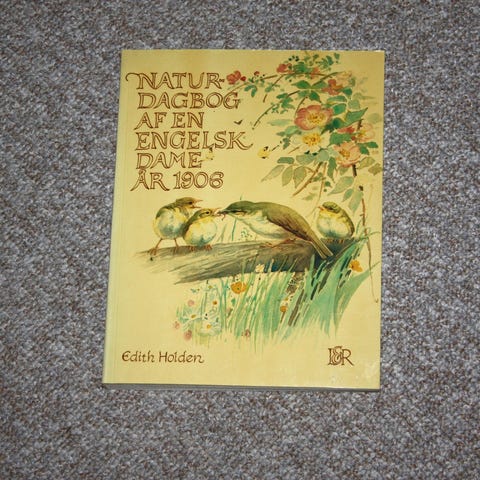 NATUR-
DAGBOG
AF EN
ENGELSK
DAME
ÅR 1906
Edith Holden